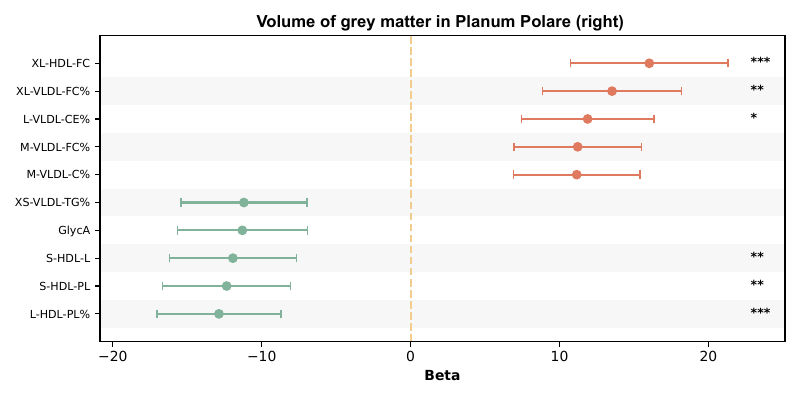 Volume of grey matter in Planum Polare (right)
XL-HDL-FC ***
XL-VLDL-FC% **
L-VLDL-CE% *
M-VLDL-FC%
M-VLDL-C%
XS-VLDL-TG%
GlycA
S-HDL-L **
S-HDL-PL **
L-HDL-PL% ***
−20 −10 0 10 20
Beta